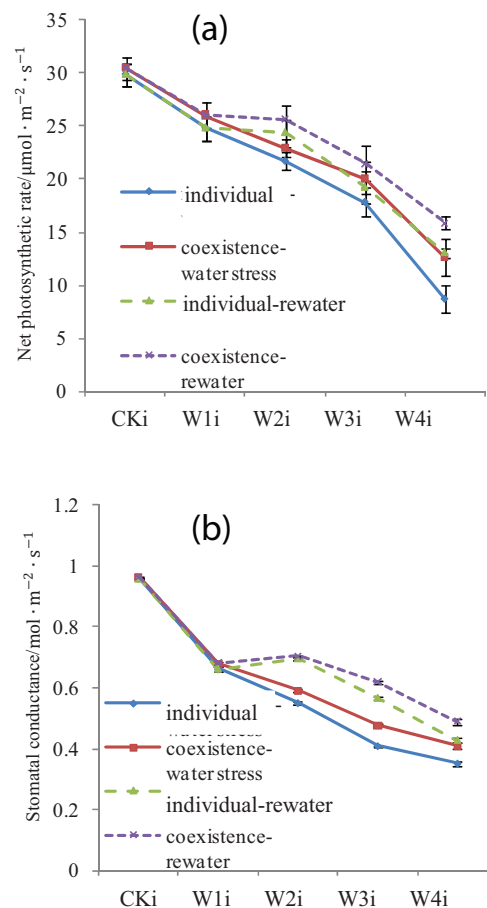 (a)
Net photosynthetic rate/μmol · m⁻² · s⁻¹
35
30
25
20
15
10
5
0
individual -
coexistence-
water stress
individual-rewater
coexistence-
rewater
CKi W1i W2i W3i W4i
(b)
Stomatal conductance/mol · m⁻² · s⁻¹
1.2
1
0.8
0.6
0.4
0.2
0
individual -
water stress
coexistence-
water stress
individual-rewater
coexistence-
rewater
CKi W1i W2i W3i W4i